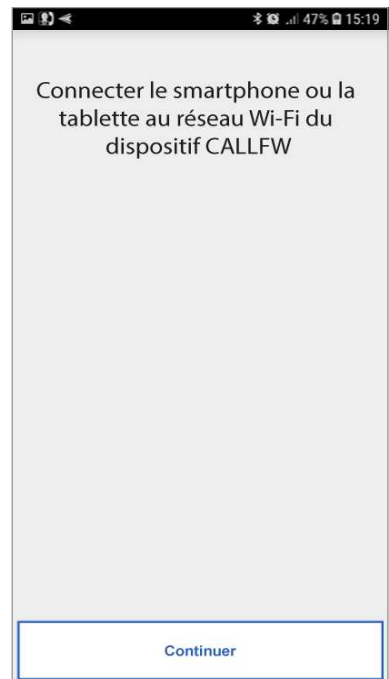 47% 15:19
Connecter le smartphone ou la
tablette au réseau Wi-Fi du
dispositif CALLFW
Continuer